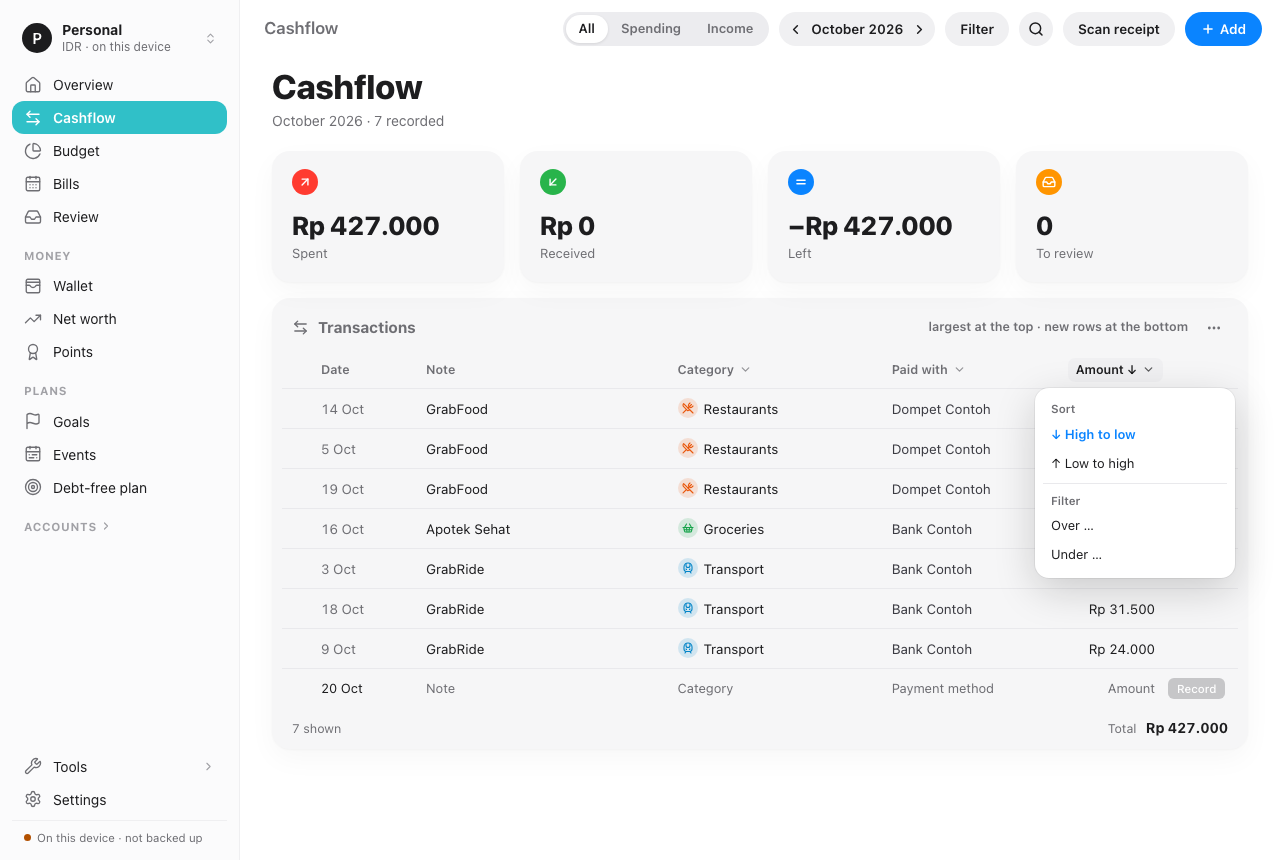 P
Personal
IDR · on this device
Overview
Cashflow
Budget
Bills
Review
MONEY
Wallet
Net worth
Points
PLANS
Goals
Events
Debt-free plan
ACCOUNTS
Tools
Settings
On this device · not backed up
Cashflow
All Spending Income
October 2026
Filter
Scan receipt
+ Add
Cashflow
October 2026 · 7 recorded
Rp 427.000
Spent
Rp 0
Received
−Rp 427.000
Left
0
To review
Transactions
largest at the top · new rows at the bottom
Date Note Category Paid with Amount ↓
14 Oct GrabFood Restaurants Dompet Contoh
5 Oct GrabFood Restaurants Dompet Contoh
19 Oct GrabFood Restaurants Dompet Contoh
16 Oct Apotek Sehat Groceries Bank Contoh
3 Oct GrabRide Transport Bank Contoh
18 Oct GrabRide Transport Bank Contoh Rp 31.500
9 Oct GrabRide Transport Bank Contoh Rp 24.000
20 Oct Note Category Payment method Amount Record
7 shown Total Rp 427.000
Sort
↓ High to low
↑ Low to high
Filter
Over ...
Under ...